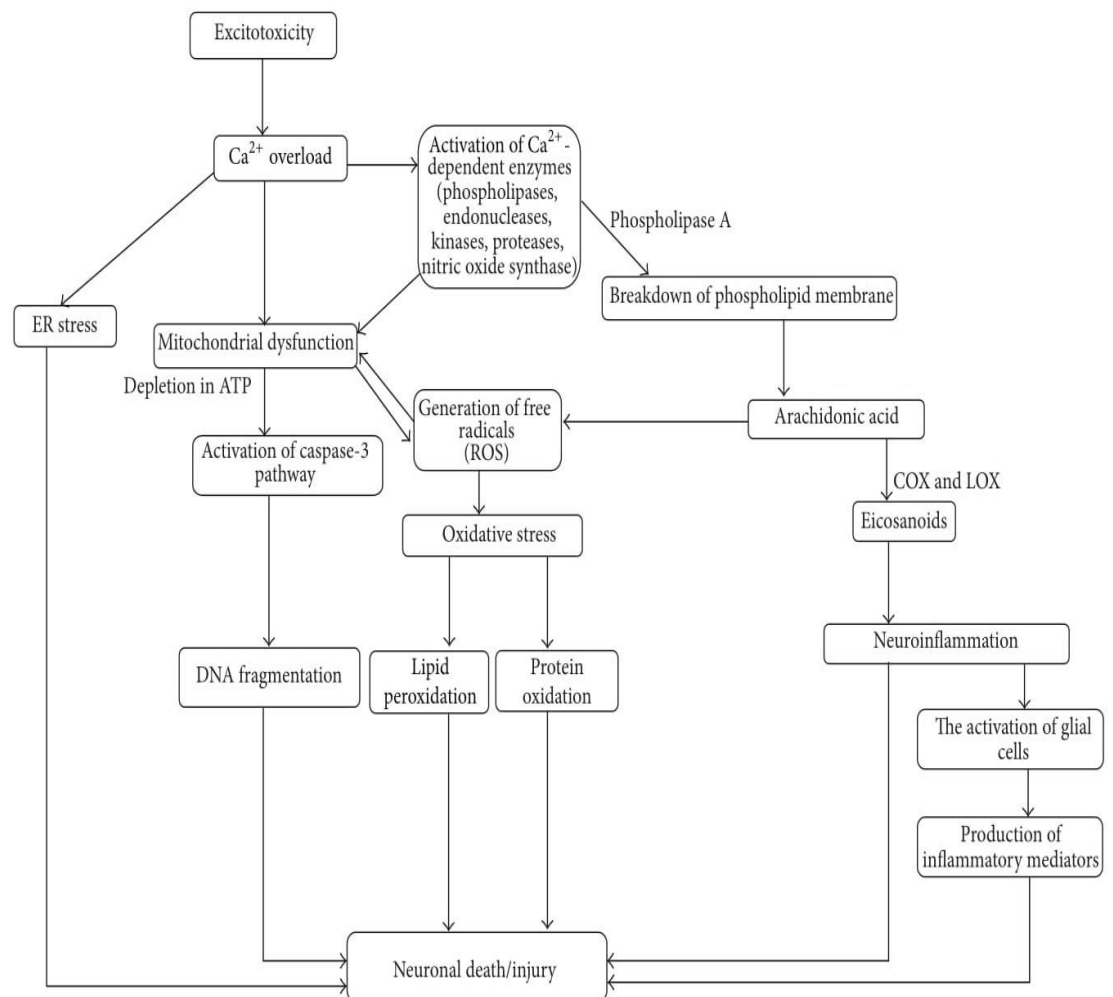 Excitotoxicity
Ca²⁺ overload
Activation of Ca²⁺-
dependent enzymes
(phospholipases,
endonucleases,
kinases, proteases,
nitric oxide synthase)
Phospholipase A
Breakdown of phospholipid membrane
ER stress
Mitochondrial dysfunction
Depletion in ATP
Generation of free
radicals
(ROS)
Arachidonic acid
Activation of caspase-3
pathway
COX and LOX
Eicosanoids
Oxidative stress
Neuroinflammation
DNA fragmentation
Lipid
peroxidation
Protein
oxidation
The activation of glial
cells
Production of
inflammatory mediators
Neuronal death/injury